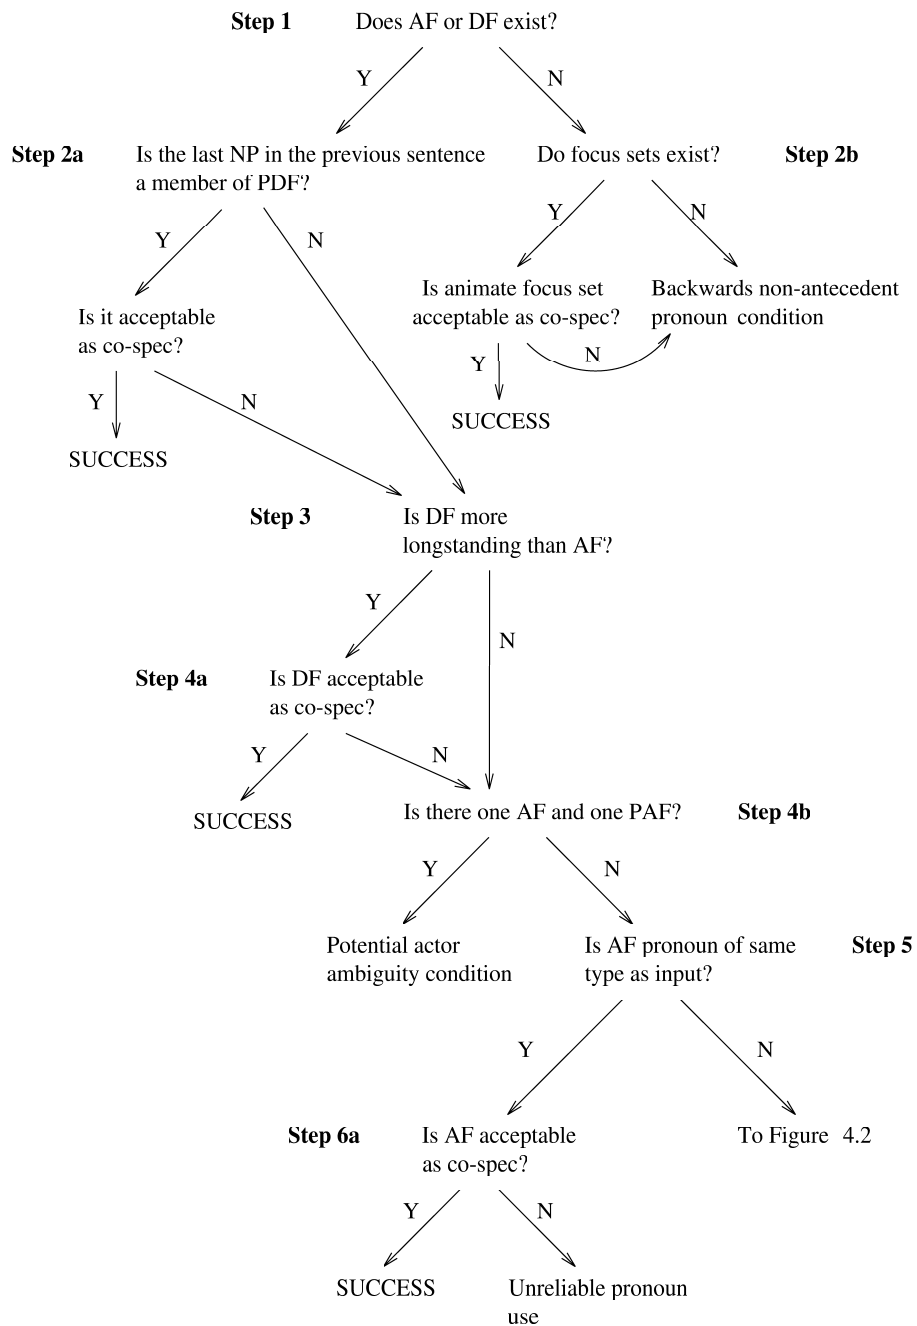 Step 1 Does AF or DF exist?
Y N
Step 2a Is the last NP in the previous sentence Do focus sets exist? Step 2b
a member of PDF?
Y N
Y N
Is animate focus set Backwards non-antecedent
Is it acceptable acceptable as co-spec? pronoun condition
as co-spec?
Y N
Y N
SUCCESS
SUCCESS
Step 3 Is DF more
longstanding than AF?
Y
N
Step 4a Is DF acceptable
as co-spec?
Y N
SUCCESS Is there one AF and one PAF? Step 4b
Y N
Potential actor Is AF pronoun of same Step 5
ambiguity condition type as input?
Y N
Step 6a Is AF acceptable To Figure 4.2
as co-spec?
Y N
SUCCESS Unreliable pronoun
use